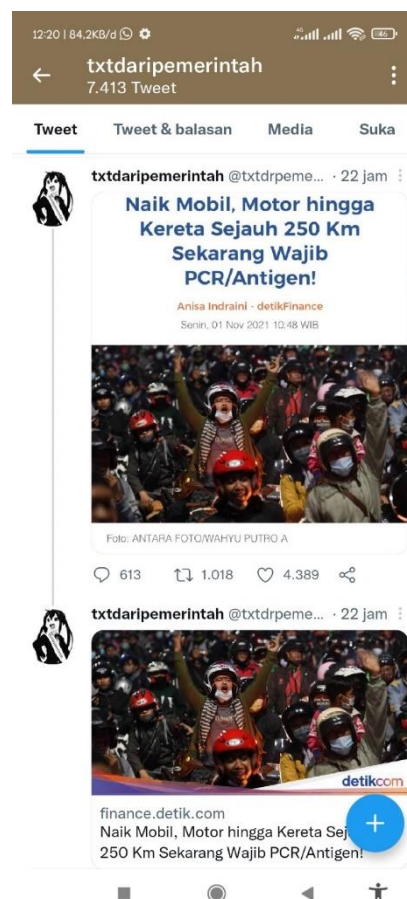 12:20 | 84,2KB/d
46
txtdaripemerintah
7.413 Tweet
Tweet Tweet & balasan Media Suka
txtdaripemerintah @txtdrpeme... · 22 jam
Naik Mobil, Motor hingga
Kereta Sejauh 250 Km
Sekarang Wajib
PCR/Antigen!
Anisa Indraini - detikFinance
Senin, 01 Nov 2021 10:48 WIB
Foto: ANTARA FOTO/WAHYU PUTRO A
613 1.018 4.389
txtdaripemerintah @txtdrpeme... · 22 jam
detikcom
finance.detik.com
Naik Mobil, Motor hingga Kereta Sej
250 Km Sekarang Wajib PCR/Antigen!